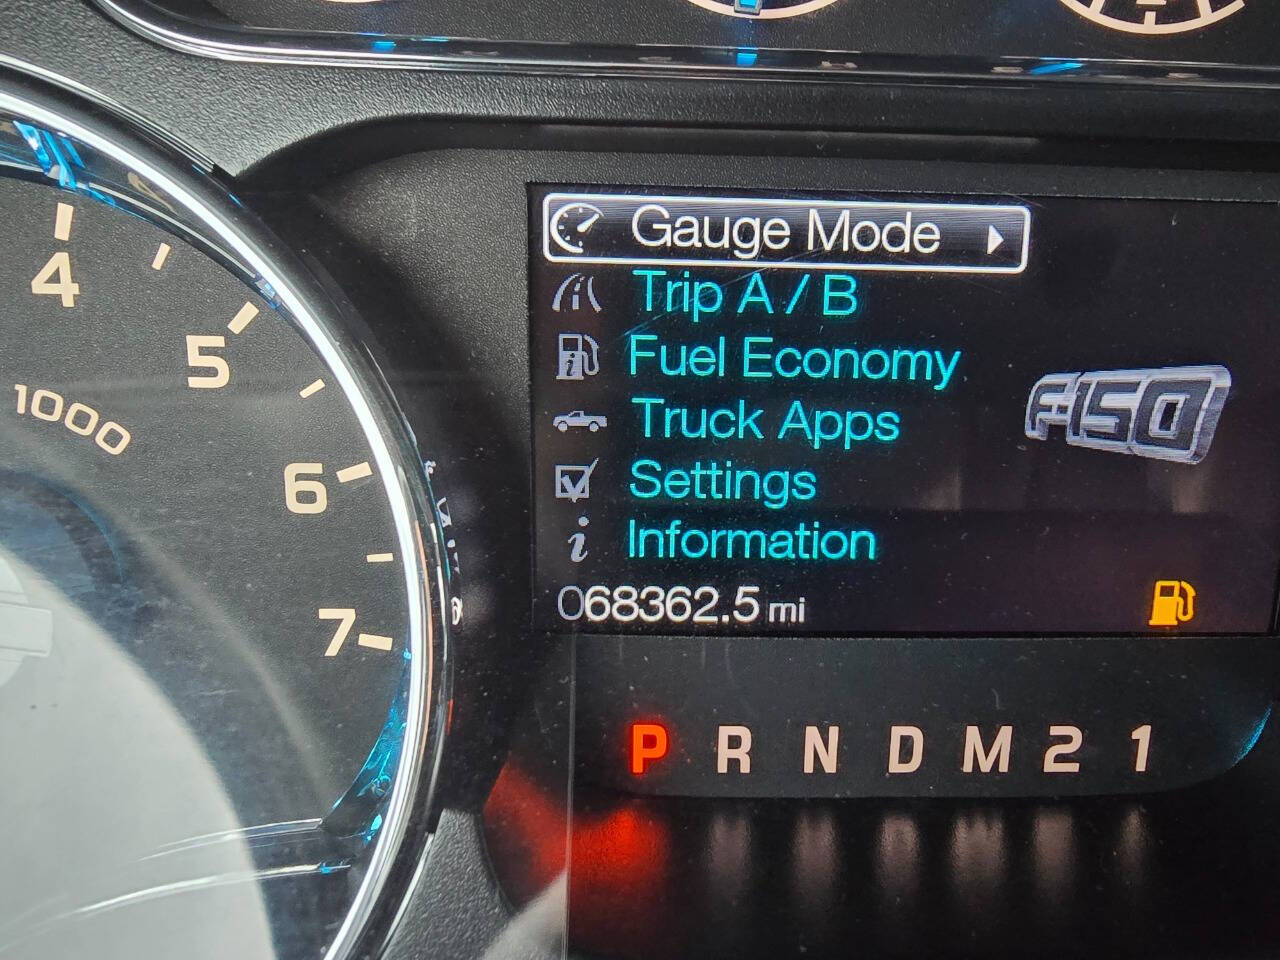 Gauge Mode
Trip A / B
Fuel Economy
Truck Apps
Settings
Information
F-150
068362.5 mi
P R N D M 2 1
4
5
6
7
1000